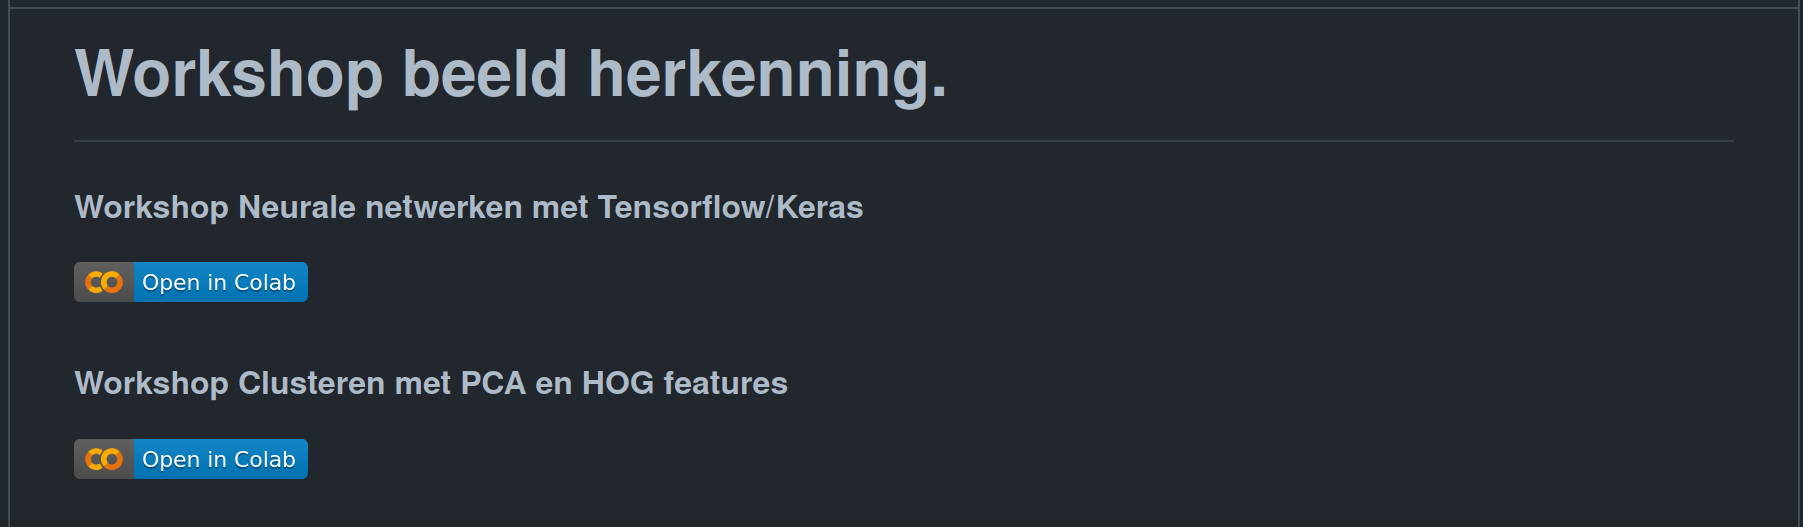 Workshop beeld herkenning.
Workshop Neurale netwerken met Tensorflow/Keras
Open in Colab
Workshop Clusteren met PCA en HOG features
Open in Colab